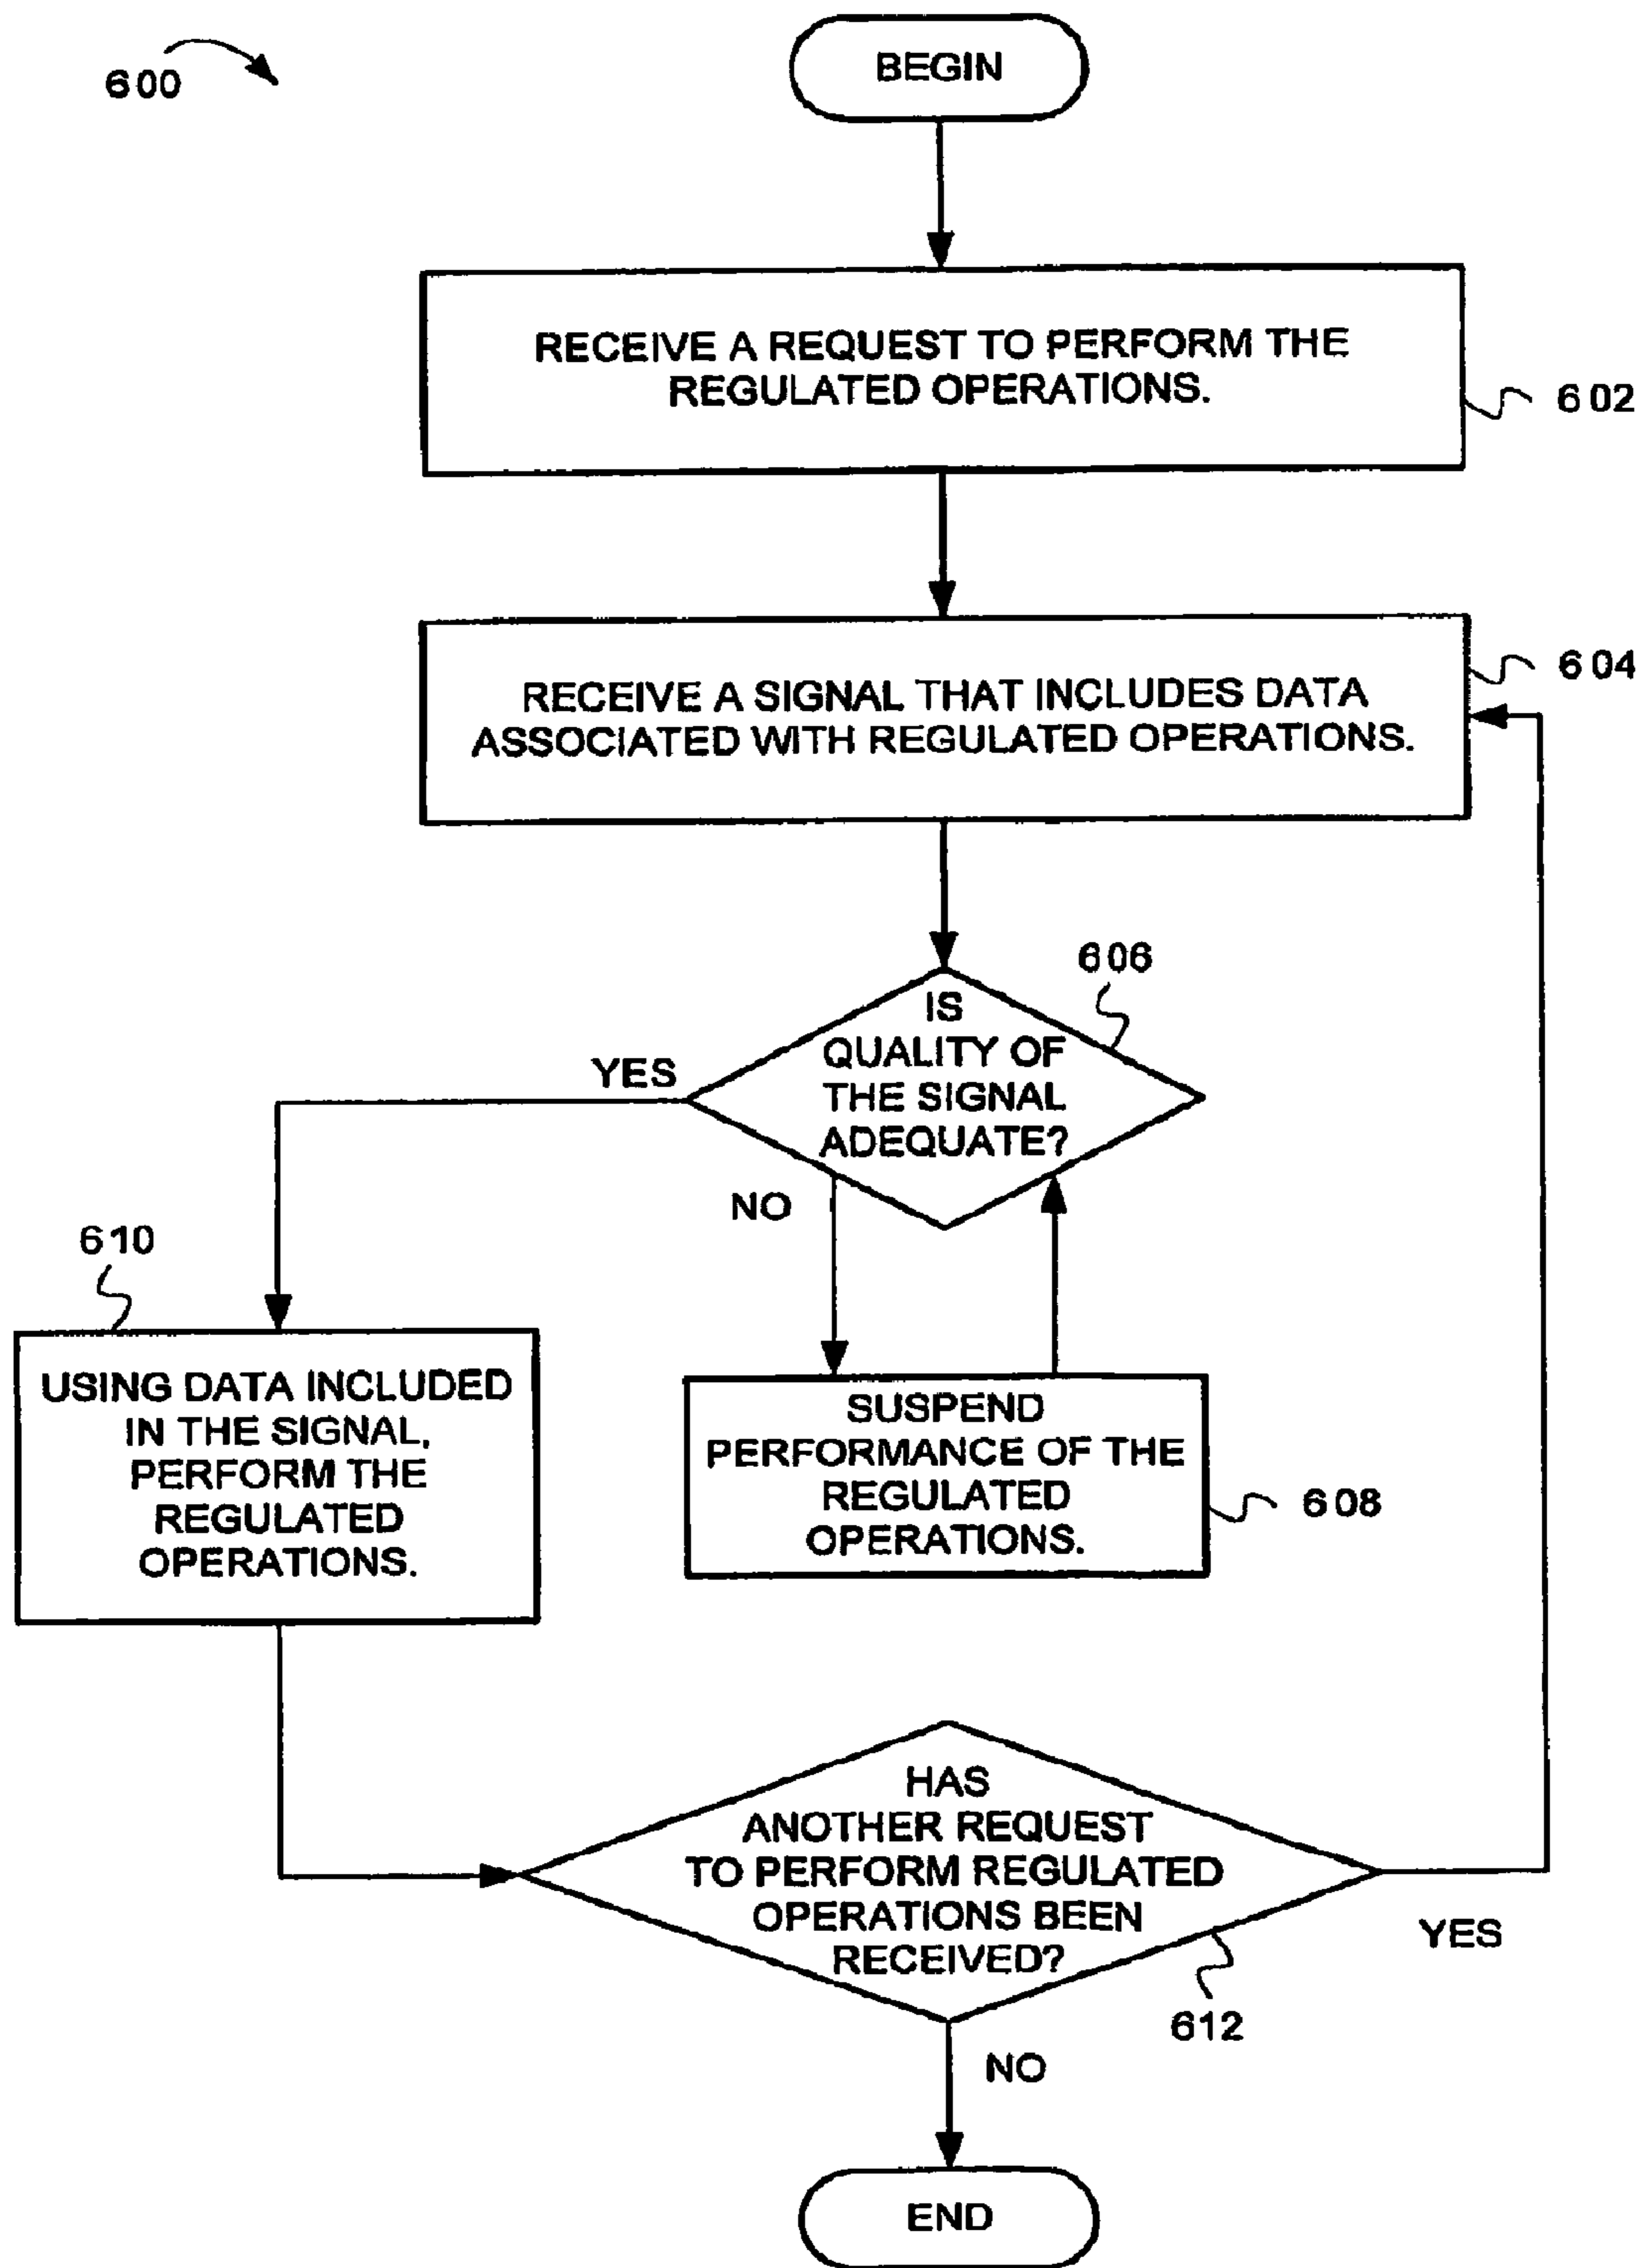 600
BEGIN
RECEIVE A REQUEST TO PERFORM THE
REGULATED OPERATIONS.
602
RECEIVE A SIGNAL THAT INCLUDES DATA
ASSOCIATED WITH REGULATED OPERATIONS.
604
606
IS
QUALITY OF
THE SIGNAL
ADEQUATE?
YES
NO
610
USING DATA INCLUDED
IN THE SIGNAL,
PERFORM THE
REGULATED
OPERATIONS.
SUSPEND
PERFORMANCE OF THE
REGULATED
OPERATIONS.
608
HAS
ANOTHER REQUEST
TO PERFORM REGULATED
OPERATIONS BEEN
RECEIVED?
YES
612
NO
END